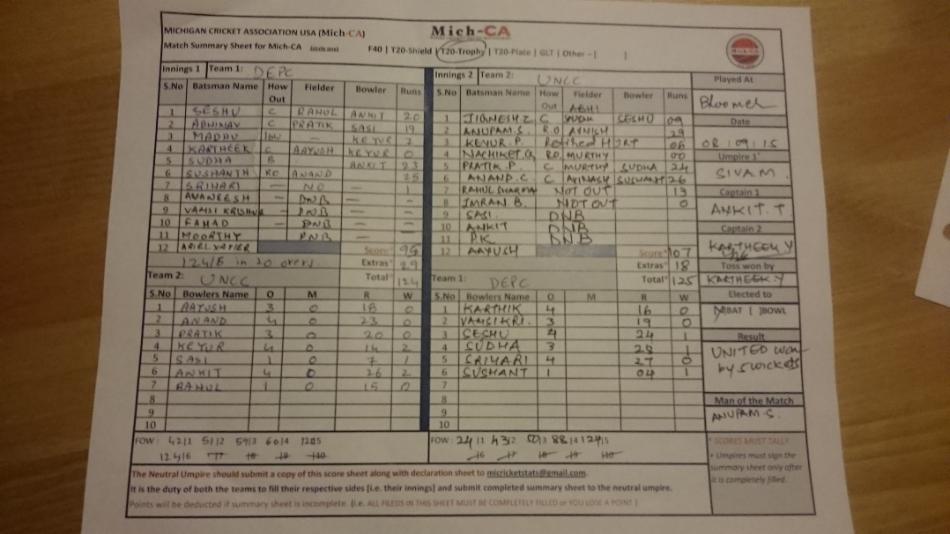 MICHIGAN CRICKET ASSOCIATION USA (Mich-CA)
Mich-CA
Match Summary Sheet for Mich-CA F40 | T20-Shield | T20-Trophy | T20-Plate | GLT | Other – | |
Innings 1 Team 1: DEPC
S.No Batsman Name How Out Fielder Bowler Runs
1 SESHU C RAHUL ANKIT 20
2 ABHINAV C PRATIK SASI 19
3 MADHU — KEYUR 7
4 KARTHEEK C AAYUSH KEYUR 0
5 SUDHA B ANKIT 23
6 SUSHANTH RO ANAND 25
7 SRIHARI — NO — 1
8 AVANEESH — DNB — —
9 VAMSI KRISHNA — DNB — —
10 FAHAD — DNB — —
11 MOORTHY — DNB — —
12 Score 95
124/6 in 20 overs. Extras 29
Total 124
Innings 2 Team 2: UNCC
S.No Batsman Name How Out Fielder Bowler Runs
ABHI
1 JIGNESH Z C SUDHA SESHU 09
2 ANUPAM.S. R.O AVNISH 29
3 KEYUR.P. Retired HURT 06
4 NACHIKET.G RO MURTHY 00
5 PRATIK.P C MURTHY SUDHA 24
6 ANAND.C C AVINASH SUSHANT 26
7 RAHUL SHARMA NOT OUT 13
8 IMRAN B. NOT OUT 0
9 SASI. DNB
10 ANKIT DNB
11 PK DNB
12 AAYUSH Score 107
Extras 18
Total 125
Team 2: UNCC
S.No Bowlers Name O M R W
1 AAYUSH 3 0 18 0
2 ANAND 4 0 23 0
3 PRATIK 3 0 20 0
4 KEYUR 4 0 14 2
5 SASI 1 0 7 1
6 ANKIT 4 0 26 2
7 RAHUL 1 0 15 0
8
9
10
Team 1: DEPC
S.No Bowlers Name O M R W
1 KARTHIK 4 16 0
2 VAMSI KRI. 3 19 0
3 SESHU 4 24 1
4 SUDHA 3 28 1
5 SRIHARI 4 27 0
6 SUSHANT 1 04 1
7
8
9
10
FOW: 42/1 51/2 59/3 60/4 120/5
124/6
FOW: 24/1 43/2 88/4 124/5
Played At
Bloomer
Date
08/09/15
Umpire 1
SIVAM.
Captain 1
ANKIT.T
Captain 2
KARTHEEK Y
Toss won by
KARTHEEK Y
Elected to
BAT | BOWL
Result
UNITED won
by 5 wickets
Man of the Match
ANUPAM S.
* SCORES MUST TALLY
* Umpires must sign the
summary sheet only after
it is completely filled.
The Neutral Umpire should submit a copy of this score sheet along with declaration sheet to micricketstats@gmail.com.
It is the duty of both the teams to fill their respective sides [i.e. their innings] and submit completed summary sheet to the neutral umpire.
Points will be deducted if summary sheet is incomplete. (i.e. ALL FILEDS IN THIS SHEET MUST BE COMPLETELY FILLED or YOU LOSE A POINT)